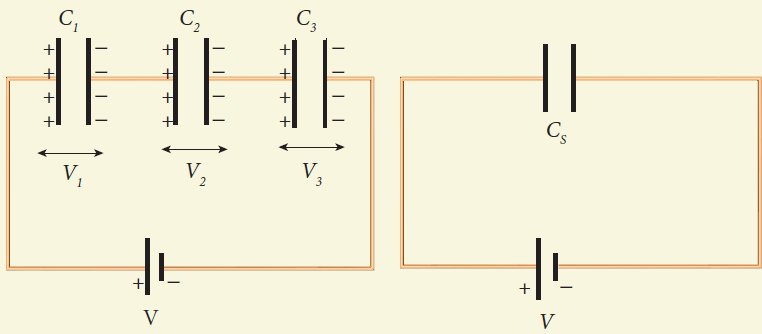 C1 C2 C3
+ − + − + −
+ − + − + −
+ − + − + −
+ − + − + −
V1 V2 V3
+ −
V
CS
+ −
V